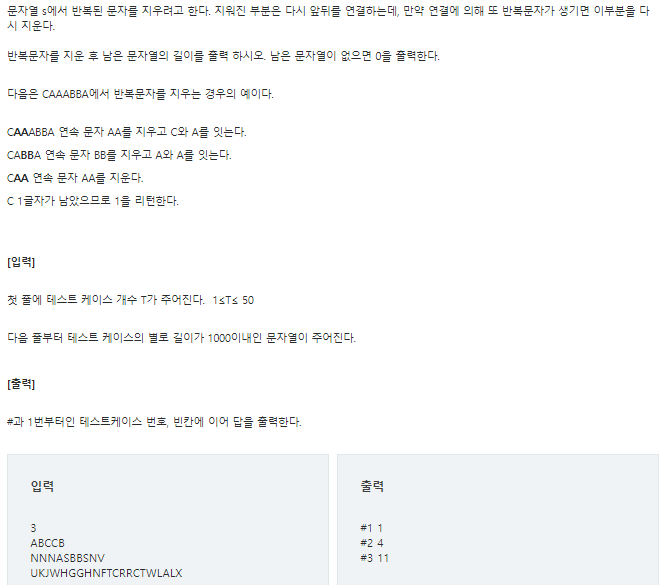 문자열 s에서 반복된 문자를 지우려고 한다. 지워진 부분은 다시 앞뒤를 연결하는데, 만약 연결에 의해 또 반복문자가 생기면 이부분을 다
시 지운다.
반복문자를 지운 후 남은 문자열의 길이를 출력 하시오. 남은 문자열이 없으면 0을 출력한다.
다음은 CAAABBA에서 반복문자를 지우는 경우의 예이다.
CAAABBA 연속 문자 AA를 지우고 C와 A를 잇는다.
CABBA 연속 문자 BB를 지우고 A와 A를 잇는다.
CAA 연속 문자 AA를 지운다.
C 1글자가 남았으므로 1을 리턴한다.
[입력]
첫 줄에 테스트 케이스 개수 T가 주어진다. 1≤T≤ 50
다음 줄부터 테스트 케이스의 별로 길이가 1000이내인 문자열이 주어진다.
[출력]
#과 1번부터인 테스트케이스 번호, 빈칸에 이어 답을 출력한다.
입력
3
ABCCB
NNNASBBSNV
UKJWHGGHNFTCRRCTWLALX
출력
#1 1
#2 4
#3 11